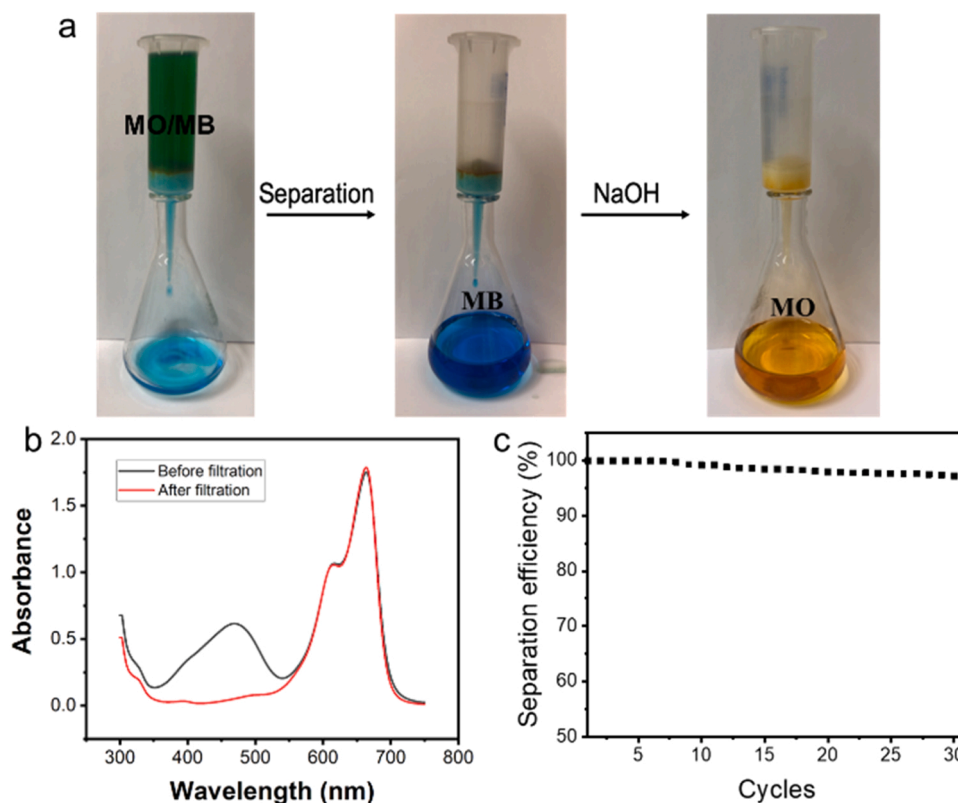 a
MO/MB
Separation
MB
NaOH
MO
b
2.0
1.5
1.0
0.5
0.0
Absorbance
Before filtration
After filtration
300 400 500 600 700 800
Wavelength (nm)
c
100
90
80
70
60
50
Separation efficiency (%)
5 10 15 20 25 30
Cycles